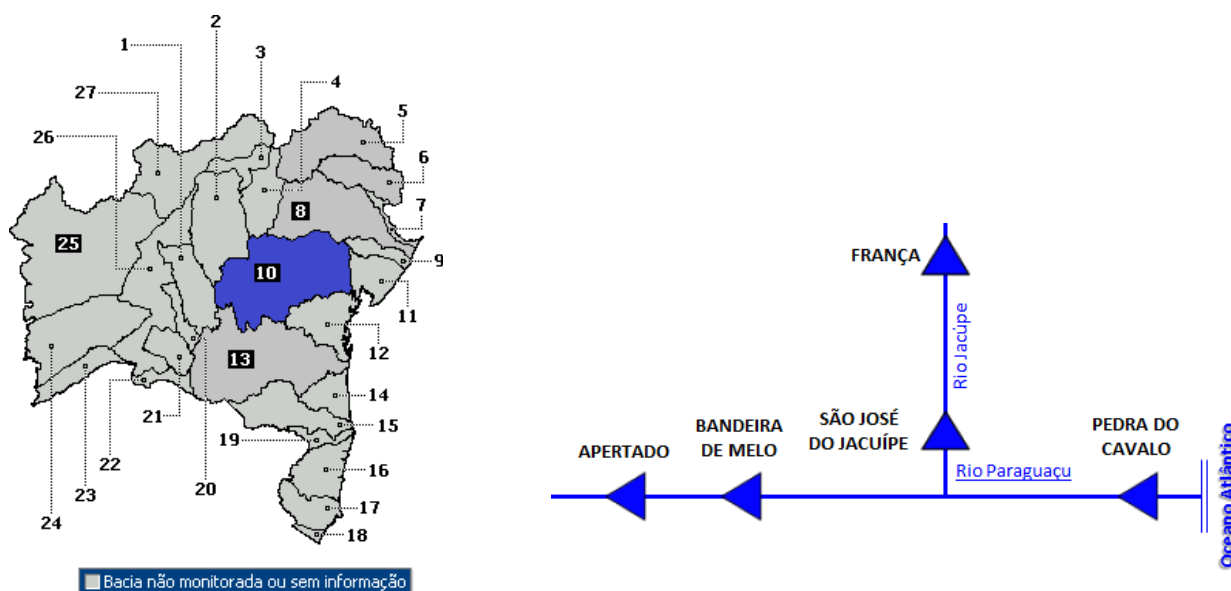 2
1
3
4
27
5
26
6
7
8
25
9
10
11
12
13
14
15
19
16
22
21
20
23
17
24
18
Bacia não monitorada ou sem informação
FRANÇA
Rio Jacúpe
APERTADO
BANDEIRA
DE MELO
SÃO JOSÉ
DO JACUÍPE
PEDRA DO
CAVALO
Rio Paraguaçu
Oceano Atlântico